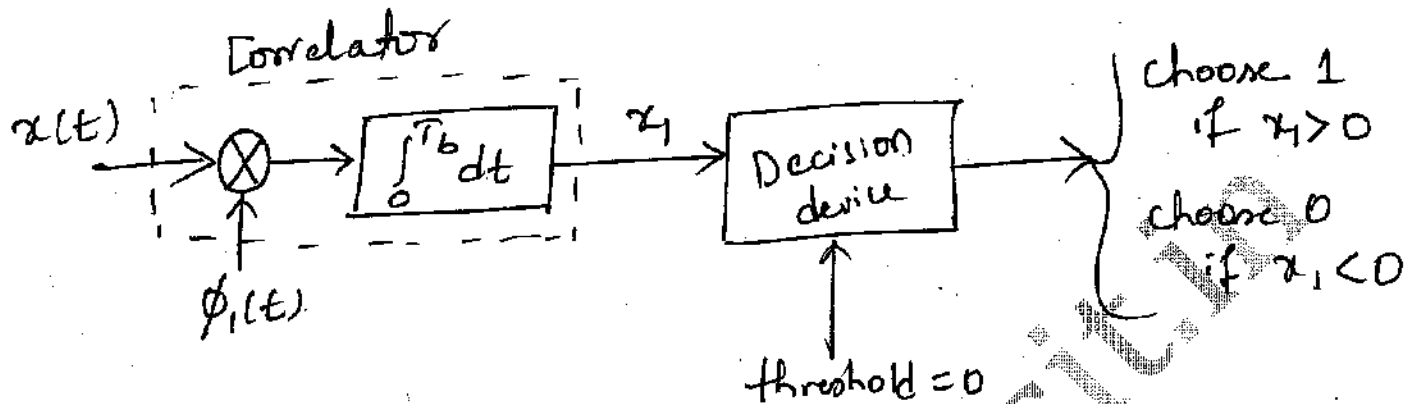 Correlator
x(t)
∫₀^{T_b} dt
x₁
Decision
device
choose 1
if x₁>0
choose 0
if x₁<0
ϕ₁(t)
threshold = 0